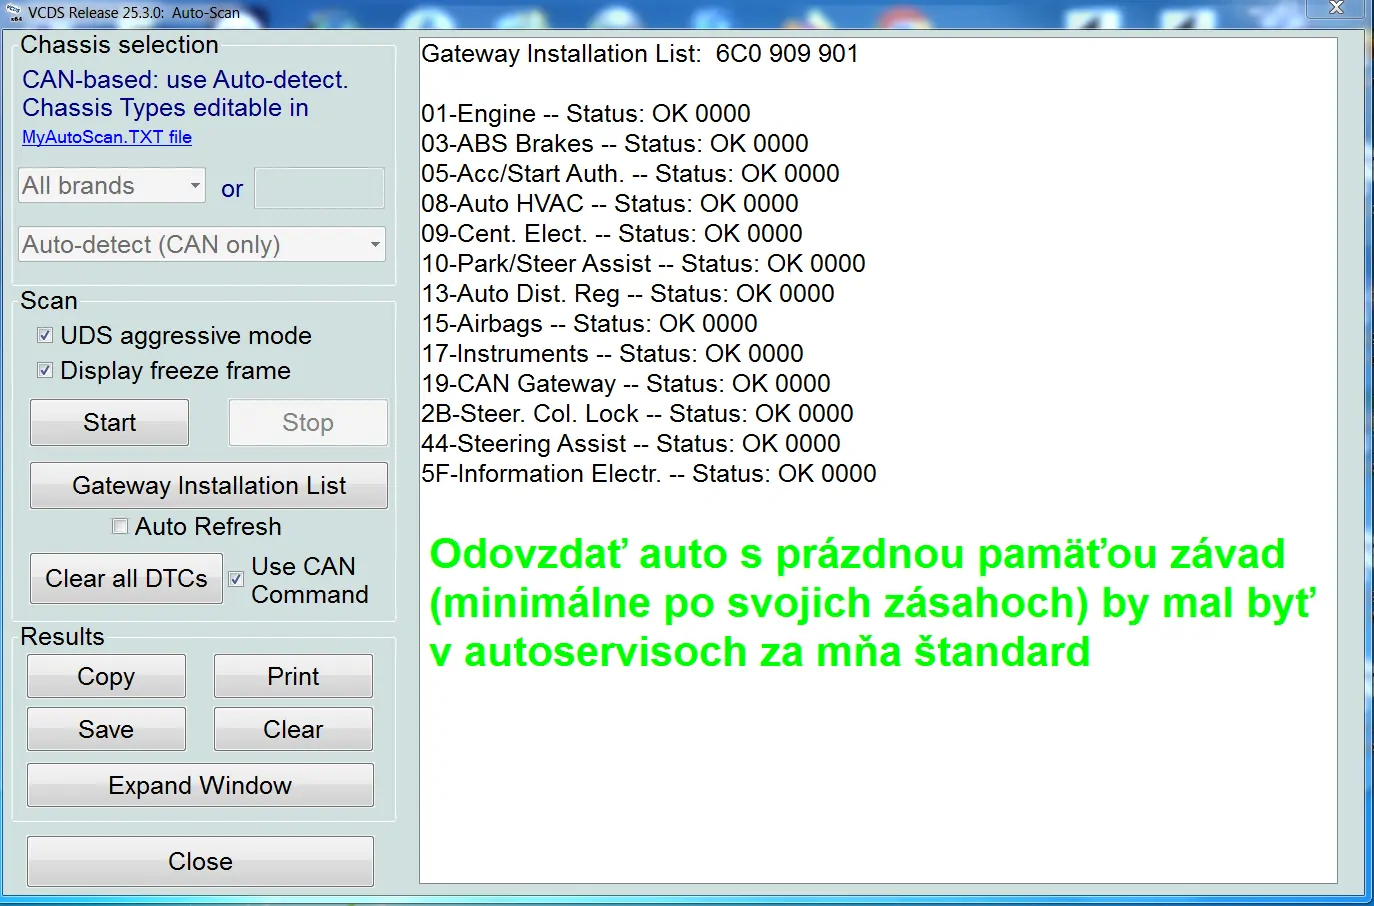 VCDS Release 25.3.0: Auto-Scan
Chassis selection
CAN-based: use Auto-detect.
Chassis Types editable in
MyAutoScan.TXT file
All brands
or
Auto-detect (CAN only)
Scan
UDS aggressive mode
Display freeze frame
Start
Stop
Gateway Installation List
Auto Refresh
Clear all DTCs
Use CAN
Command
Results
Copy
Print
Save
Clear
Expand Window
Close
Gateway Installation List: 6C0 909 901
01-Engine -- Status: OK 0000
03-ABS Brakes -- Status: OK 0000
05-Acc/Start Auth. -- Status: OK 0000
08-Auto HVAC -- Status: OK 0000
09-Cent. Elect. -- Status: OK 0000
10-Park/Steer Assist -- Status: OK 0000
13-Auto Dist. Reg -- Status: OK 0000
15-Airbags -- Status: OK 0000
17-Instruments -- Status: OK 0000
19-CAN Gateway -- Status: OK 0000
2B-Steer. Col. Lock -- Status: OK 0000
44-Steering Assist -- Status: OK 0000
5F-Information Electr. -- Status: OK 0000
Odovzdať auto s prázdnou pamäťou závad
(minimálne po svojich zásahoch) by mal byť
v autoservisoch za mňa štandard